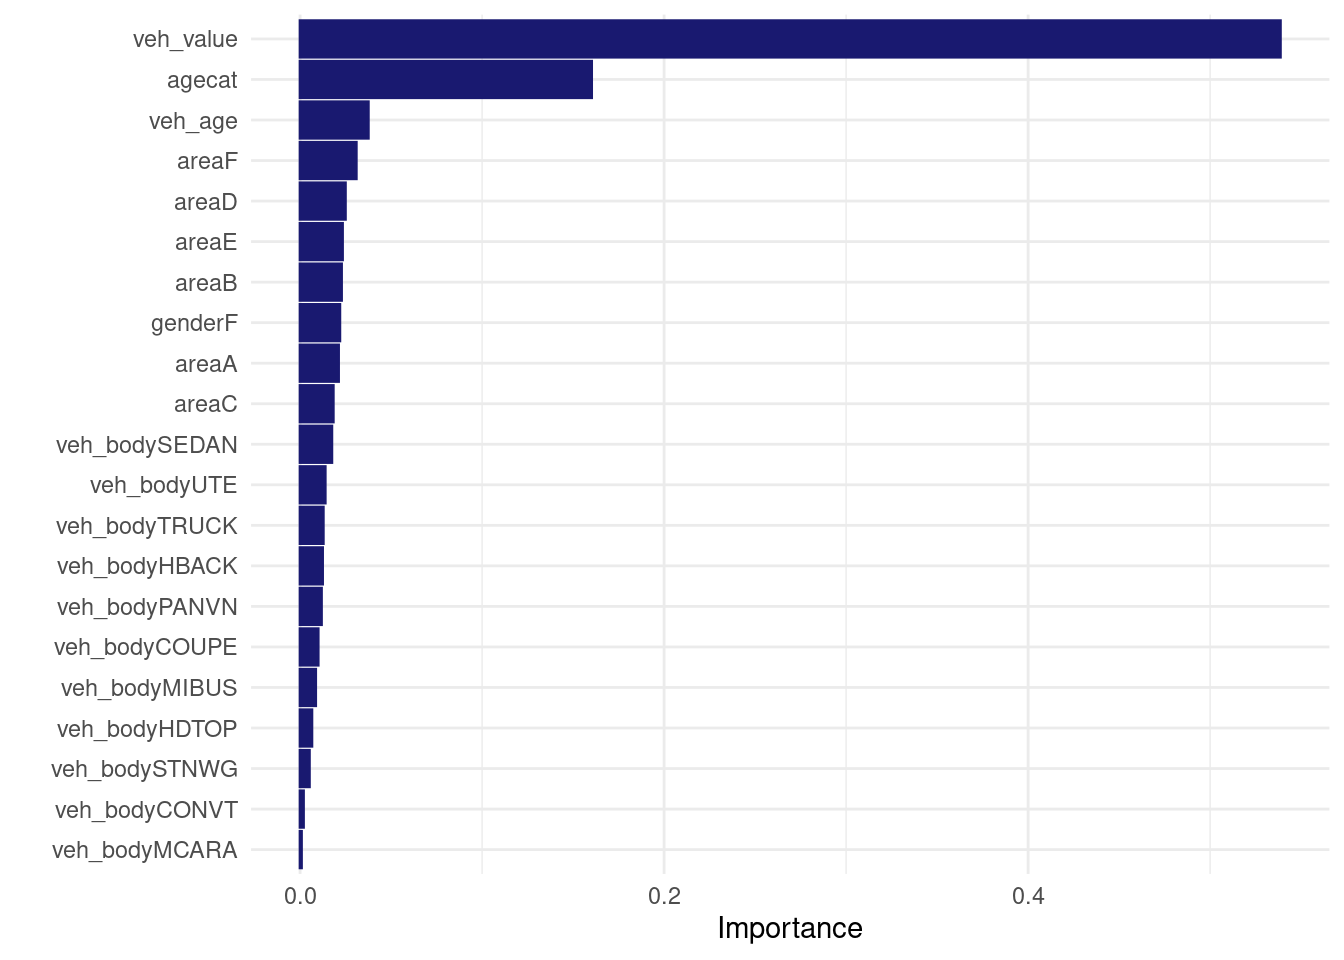 veh_value
agecat
veh_age
areaF
areaD
areaE
areaB
genderF
areaA
areaC
veh_bodySEDAN
veh_bodyUTE
veh_bodyTRUCK
veh_bodyHBACK
veh_bodyPANVN
veh_bodyCOUPE
veh_bodyMIBUS
veh_bodyHDTOP
veh_bodySTNWG
veh_bodyCONVT
veh_bodyMCARA
0.0 0.2 0.4
Importance